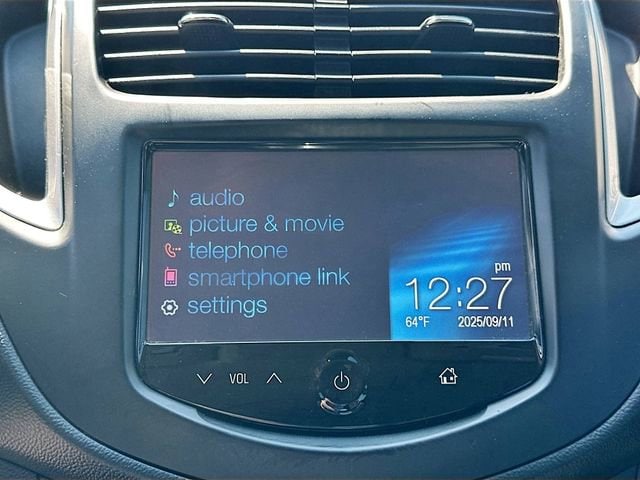 audio
picture & movie
telephone
smartphone link
settings
pm
12:27
64°F 2025/09/11
VOL